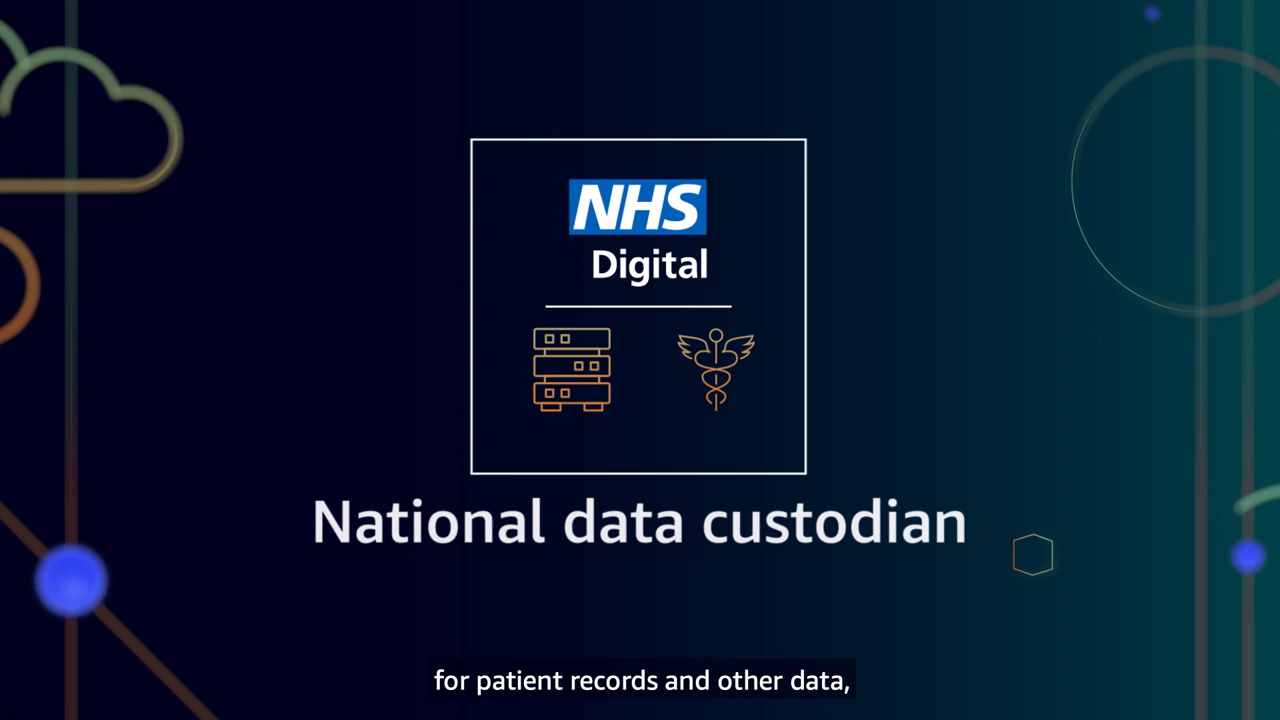 NHS
Digital
National data custodian
for patient records and other data,